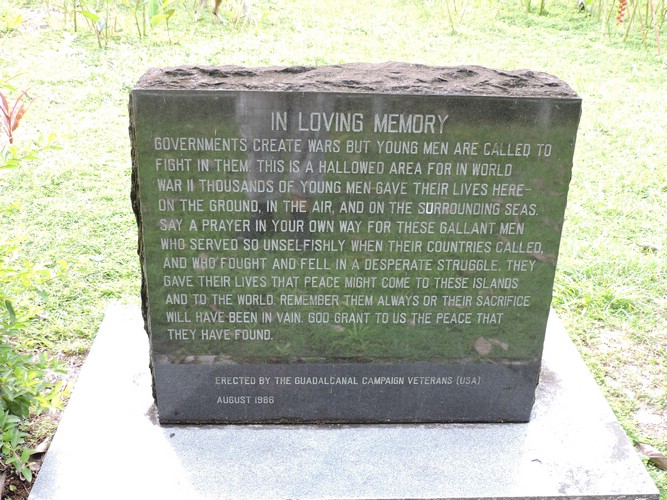 IN LOVING MEMORY
GOVERNMENTS CREATE WARS BUT YOUNG MEN ARE CALLED TO
FIGHT IN THEM. THIS IS A HALLOWED AREA FOR IN WORLD
WAR II THOUSANDS OF YOUNG MEN GAVE THEIR LIVES HERE—
ON THE GROUND, IN THE AIR, AND ON THE SURROUNDING SEAS.
SAY A PRAYER IN YOUR OWN WAY FOR THESE GALLANT MEN
WHO SERVED SO UNSELFISHLY WHEN THEIR COUNTRIES CALLED,
AND WHO FOUGHT AND FELL IN A DESPERATE STRUGGLE. THEY
GAVE THEIR LIVES THAT PEACE MIGHT COME TO THESE ISLANDS
AND TO THE WORLD. REMEMBER THEM ALWAYS OR THEIR SACRIFICE
WILL HAVE BEEN IN VAIN. GOD GRANT TO US THE PEACE THAT
THEY HAVE FOUND.
ERECTED BY THE GUADALCANAL CAMPAIGN VETERANS (USA)
AUGUST 1986